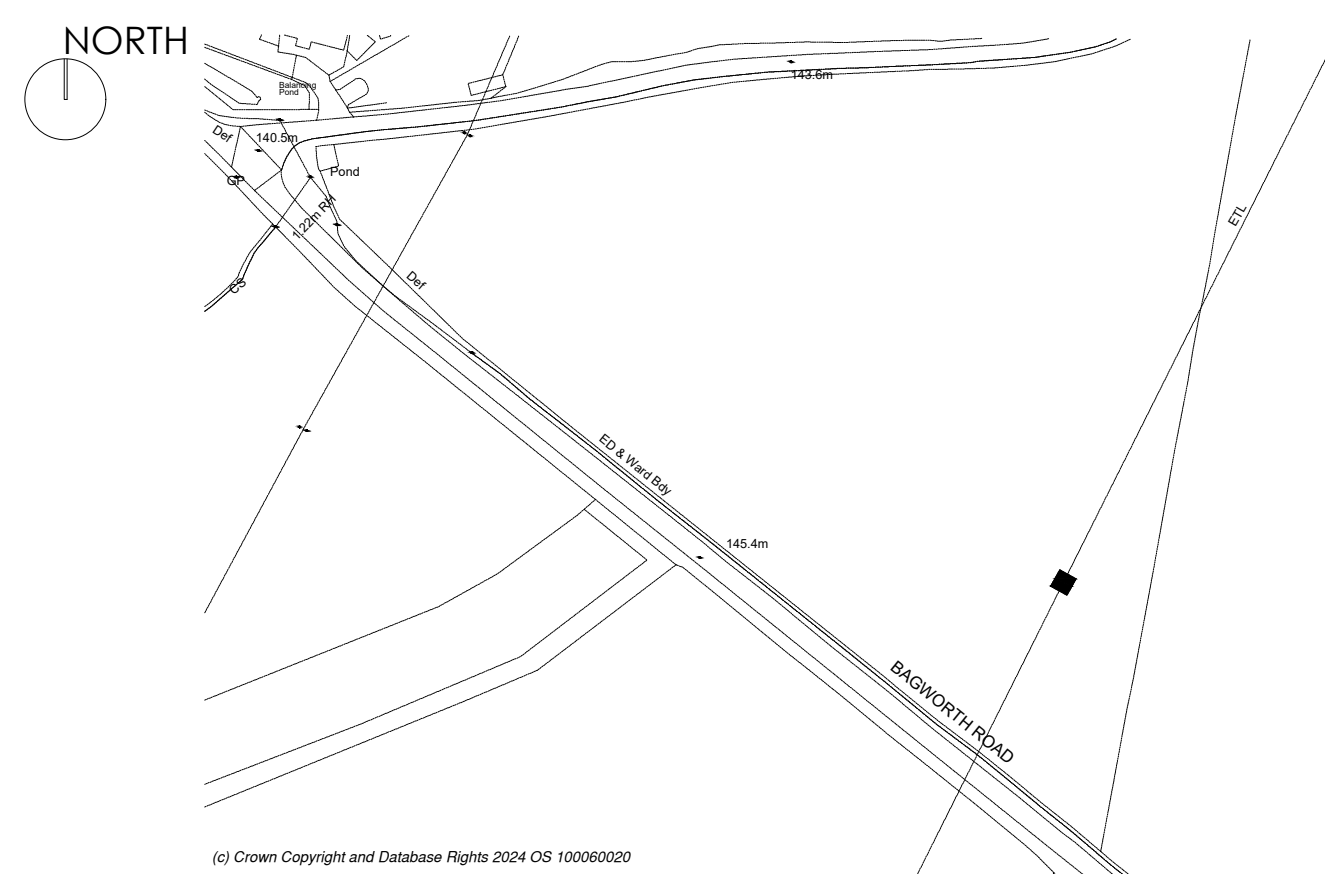 NORTH
143.6m
Balancing
Pond
Def
140.5m
Pond
GP
1.22m RH
ETL
CS
Def
ED & Ward Bdy
145.4m
BAGWORTH ROAD
(c) Crown Copyright and Database Rights 2024 OS 100060020